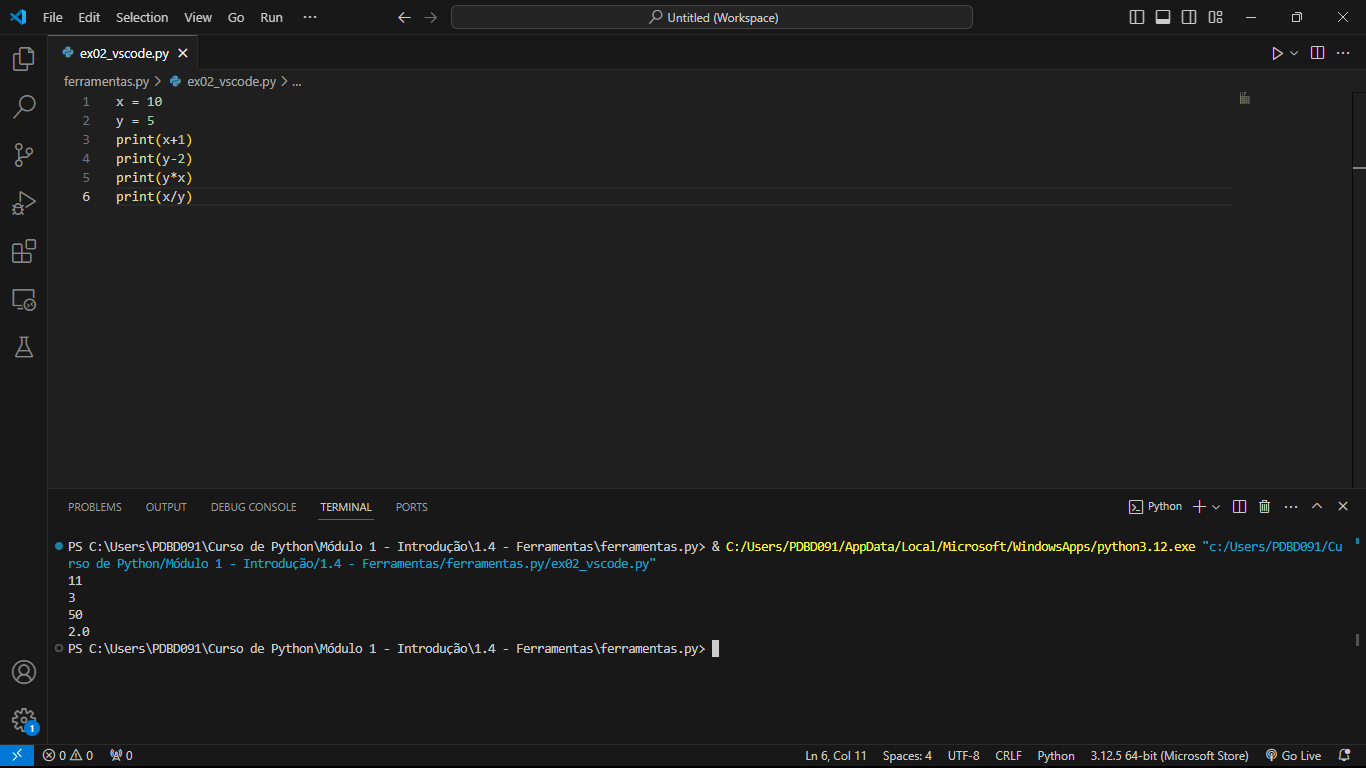 File Edit Selection View Go Run ··· Untitled (Workspace)
ex02_vscode.py
ferramentas.py > ex02_vscode.py > ...
1 x = 10
2 y = 5
3 print(x+1)
4 print(y-2)
5 print(y*x)
6 print(x/y)
PROBLEMS OUTPUT DEBUG CONSOLE TERMINAL PORTS Python
PS C:\Users\PDBD091\Curso de Python\Módulo 1 - Introdução\1.4 - Ferramentas\ferramentas.py> & C:/Users/PDBD091/AppData/Local/Microsoft/WindowsApps/python3.12.exe "c:/Users/PDBD091/Cu
rso de Python/Módulo 1 - Introdução/1.4 - Ferramentas/ferramentas.py/ex02_vscode.py"
11
3
50
2.0
PS C:\Users\PDBD091\Curso de Python\Módulo 1 - Introdução\1.4 - Ferramentas\ferramentas.py>
1
0 0 0 Ln 6, Col 11 Spaces: 4 UTF-8 CRLF Python 3.12.5 64-bit (Microsoft Store) Go Live